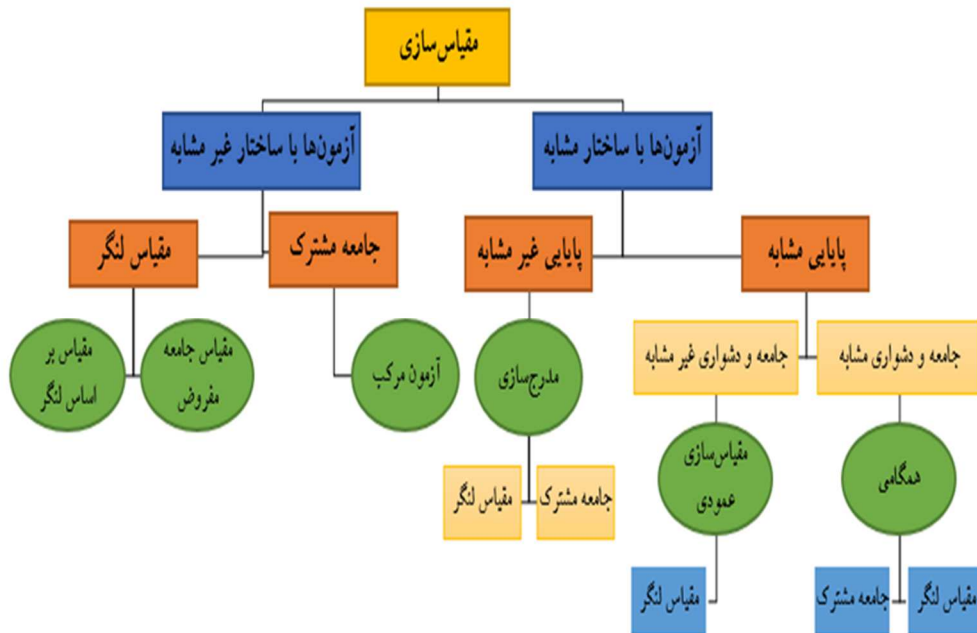 مقیاس‌سازی
آزمون‌ها با ساختار مشابه
آزمون‌ها با ساختار غیر مشابه
پایایی مشابه
پایایی غیر مشابه
جامعه مشترک
مقیاس لنگر
جامعه و دشواری مشابه
جامعه و دشواری غیر مشابه
مدرج‌سازی
آزمون مرکب
مقیاس جامعه
مفروض
مقیاس بر
اساس لنگر
همگامی
مقیاس‌سازی
عمودی
جامعه مشترک
مقیاس لنگر
مقیاس لنگر
جامعه مشترک
مقیاس لنگر